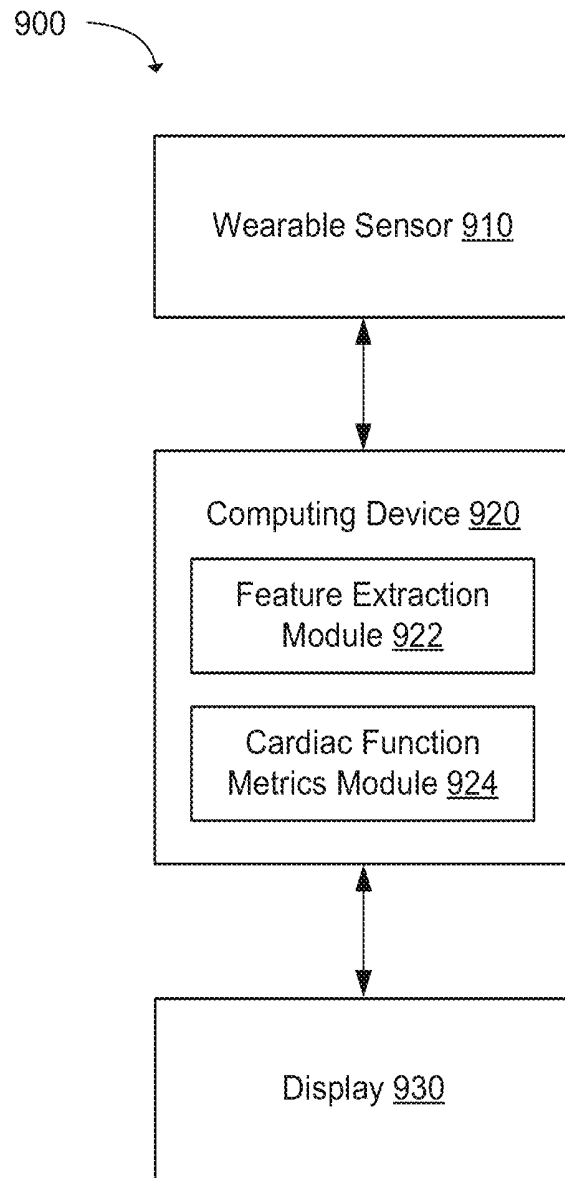 900
Wearable Sensor 910
Computing Device 920
Feature Extraction
Module 922
Cardiac Function
Metrics Module 924
Display 930